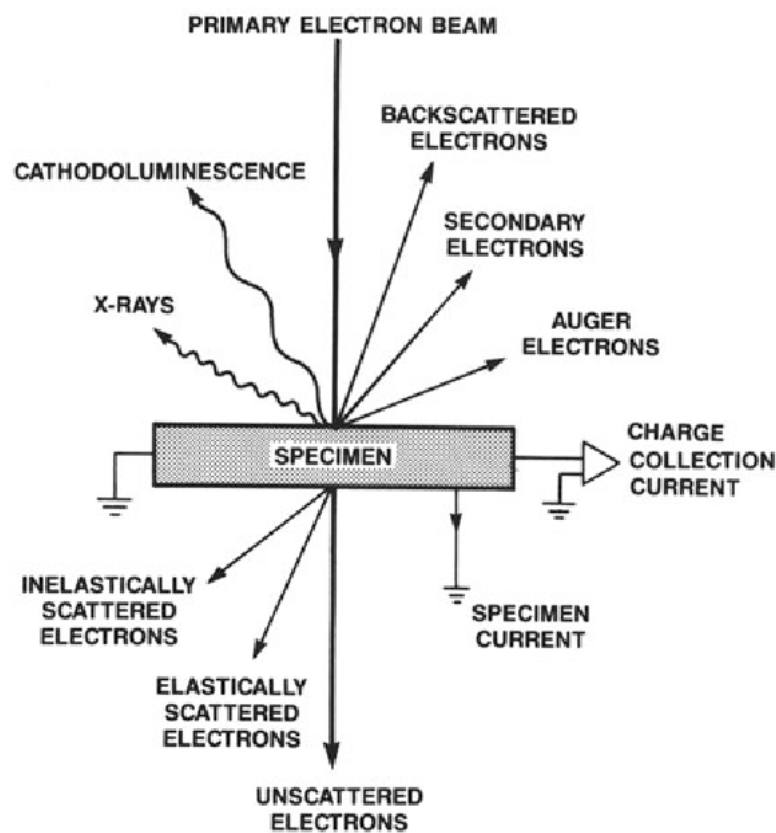 PRIMARY ELECTRON BEAM
BACKSCATTERED
ELECTRONS
CATHODOLUMINESCENCE
SECONDARY
ELECTRONS
X-RAYS
AUGER
ELECTRONS
SPECIMEN
CHARGE
COLLECTION
CURRENT
INELASTICALLY
SCATTERED
ELECTRONS
SPECIMEN
CURRENT
ELASTICALLY
SCATTERED
ELECTRONS
UNSCATTERED
ELECTRONS